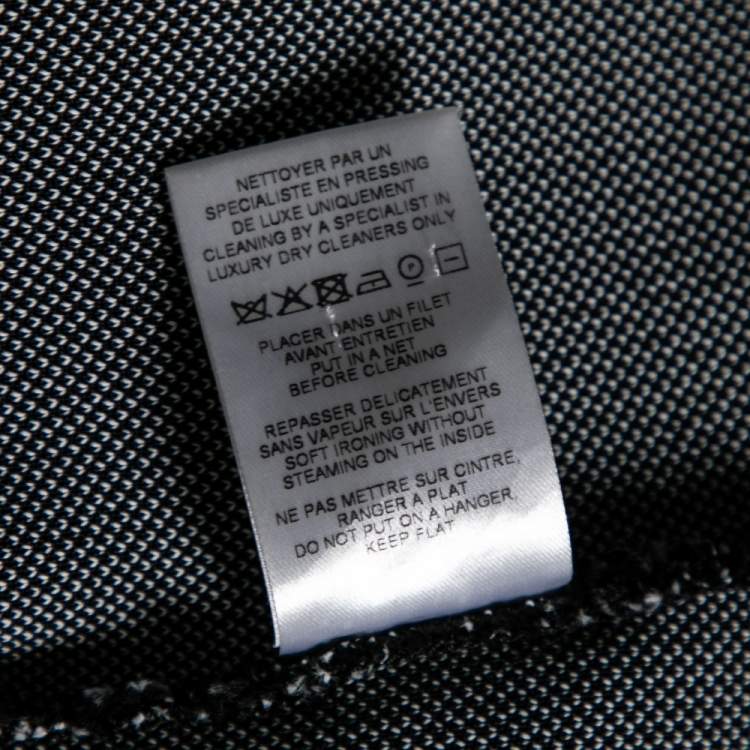 NETTOYER PAR UN
SPECIALISTE EN PRESSING
DE LUXE UNIQUEMENT
CLEANING BY A SPECIALIST IN
LUXURY DRY CLEANERS ONLY
P
PLACER DANS UN FILET
AVANT ENTRETIEN
PUT IN A NET
BEFORE CLEANING
REPASSER DELICATEMENT
SANS VAPEUR SUR L'ENVERS
SOFT IRONING WITHOUT
STEAMING ON THE INSIDE
NE PAS METTRE SUR CINTRE,
RANGER A PLAT
DO NOT PUT ON A HANGER,
KEEP FLAT